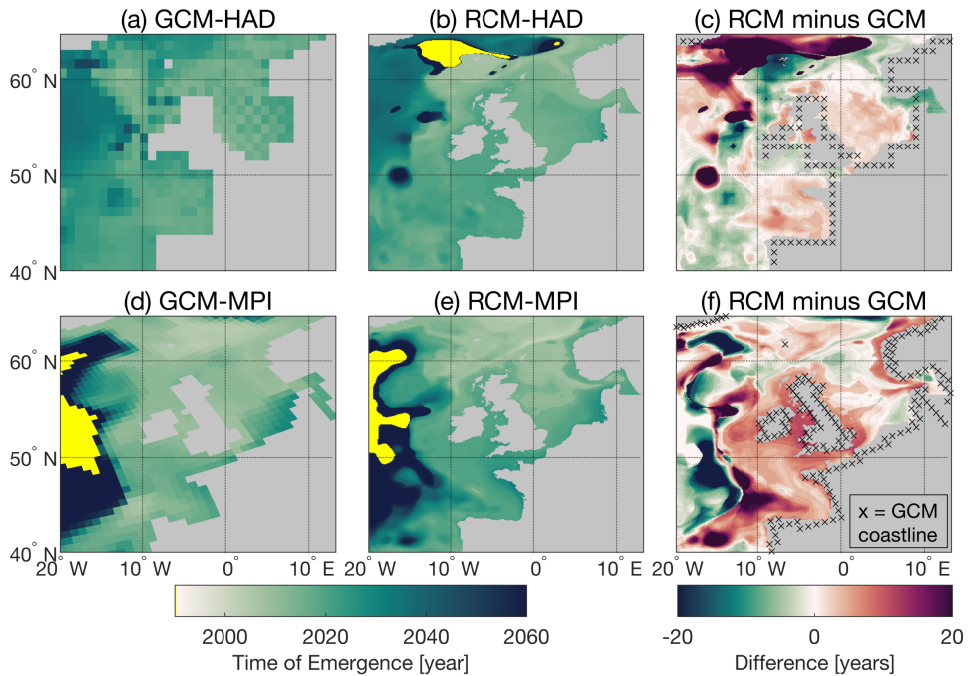 (a) GCM-HAD
(b) RCM-HAD
(c) RCM minus GCM
60° N
50° N
40° N
(d) GCM-MPI
(e) RCM-MPI
(f) RCM minus GCM
60° N
50° N
40° N
x = GCM
coastline
20° W 10° W 0° 10° E
20° W 10° W 0° 10° E
20° W 10° W 0° 10° E
2000 2020 2040 2060
Time of Emergence [year]
-20 0 20
Difference [years]